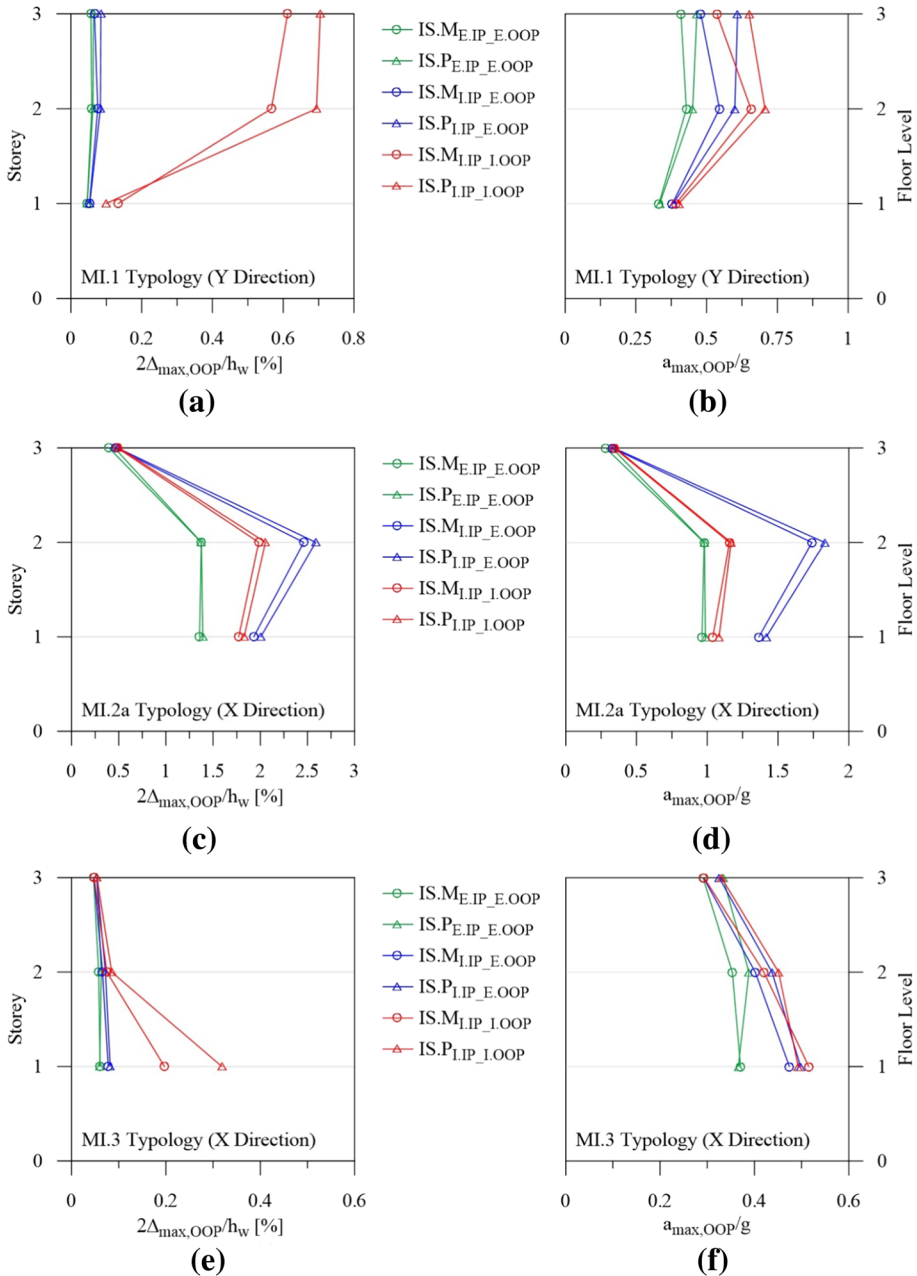 3
2
1
0
Storey
MI.1 Typology (Y Direction)
0 0.2 0.4 0.6 0.8
2Δmax,OOP/hw [%]
(a)
IS.ME.IP_E.OOP
IS.PE.IP_E.OOP
IS.MI.IP_E.OOP
IS.PI.IP_E.OOP
IS.MI.IP_I.OOP
IS.PI.IP_I.OOP
3
2
1
0
Floor Level
MI.1 Typology (Y Direction)
0 0.25 0.5 0.75 1
amax,OOP/g
(b)
3
2
1
0
Storey
MI.2a Typology (X Direction)
0 0.5 1 1.5 2 2.5 3
2Δmax,OOP/hw [%]
(c)
IS.ME.IP_E.OOP
IS.PE.IP_E.OOP
IS.MI.IP_E.OOP
IS.PI.IP_E.OOP
IS.MI.IP_I.OOP
IS.PI.IP_I.OOP
3
2
1
0
Floor Level
MI.2a Typology (X Direction)
0 0.5 1 1.5 2
amax,OOP/g
(d)
3
2
1
0
Storey
MI.3 Typology (X Direction)
0 0.2 0.4 0.6
2Δmax,OOP/hw [%]
(e)
IS.ME.IP_E.OOP
IS.PE.IP_E.OOP
IS.MI.IP_E.OOP
IS.PI.IP_E.OOP
IS.MI.IP_I.OOP
IS.PI.IP_I.OOP
3
2
1
0
Floor Level
MI.3 Typology (X Direction)
0 0.2 0.4 0.6
amax,OOP/g
(f)